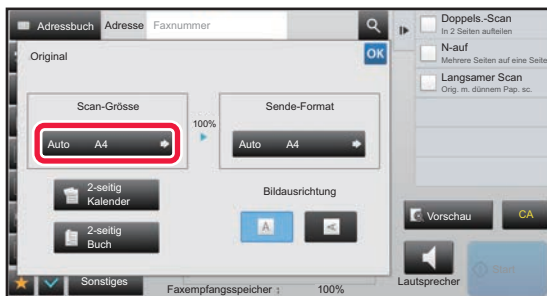 Adressbuch
Adresse
Faxnummer
Original
OK
Scan-Grösse
100%
Sende-Format
Auto A4
Auto A4
2-seitig
Kalender
Bildausrichtung
2-seitig
Buch
A
A
Sonstiges
Faxempfangsspeicher : 100%
Doppels.-Scan
In 2 Seiten aufteilen
N-auf
Mehrere Seiten auf eine Seite
Langsamer Scan
Orig. m. dünnem Pap. sc.
Vorschau
CA
Lautsprecher
Start